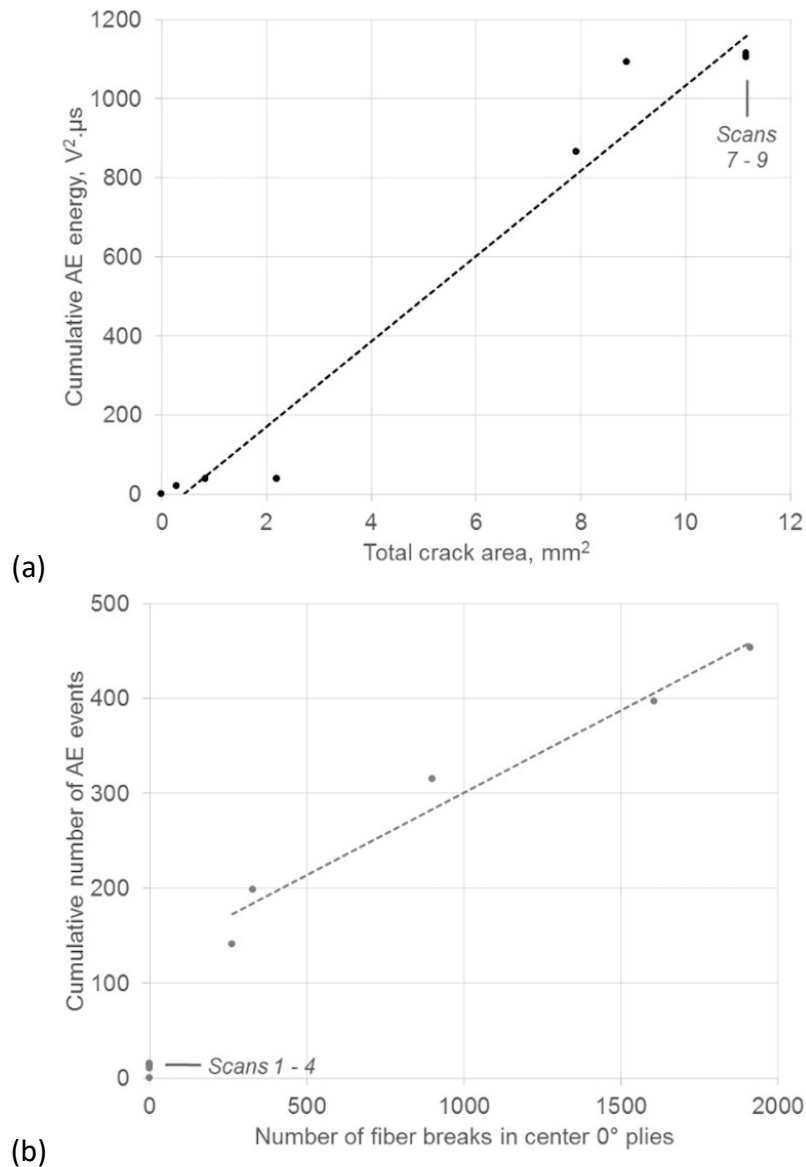 1200
1000
800
600
400
200
0
Cumulative AE energy, V².µs
Scans
7 - 9
0 2 4 6 8 10 12
Total crack area, mm²
(a)
500
400
300
200
100
0
Cumulative number of AE events
Scans 1 - 4
0 500 1000 1500 2000
Number of fiber breaks in center 0° plies
(b)